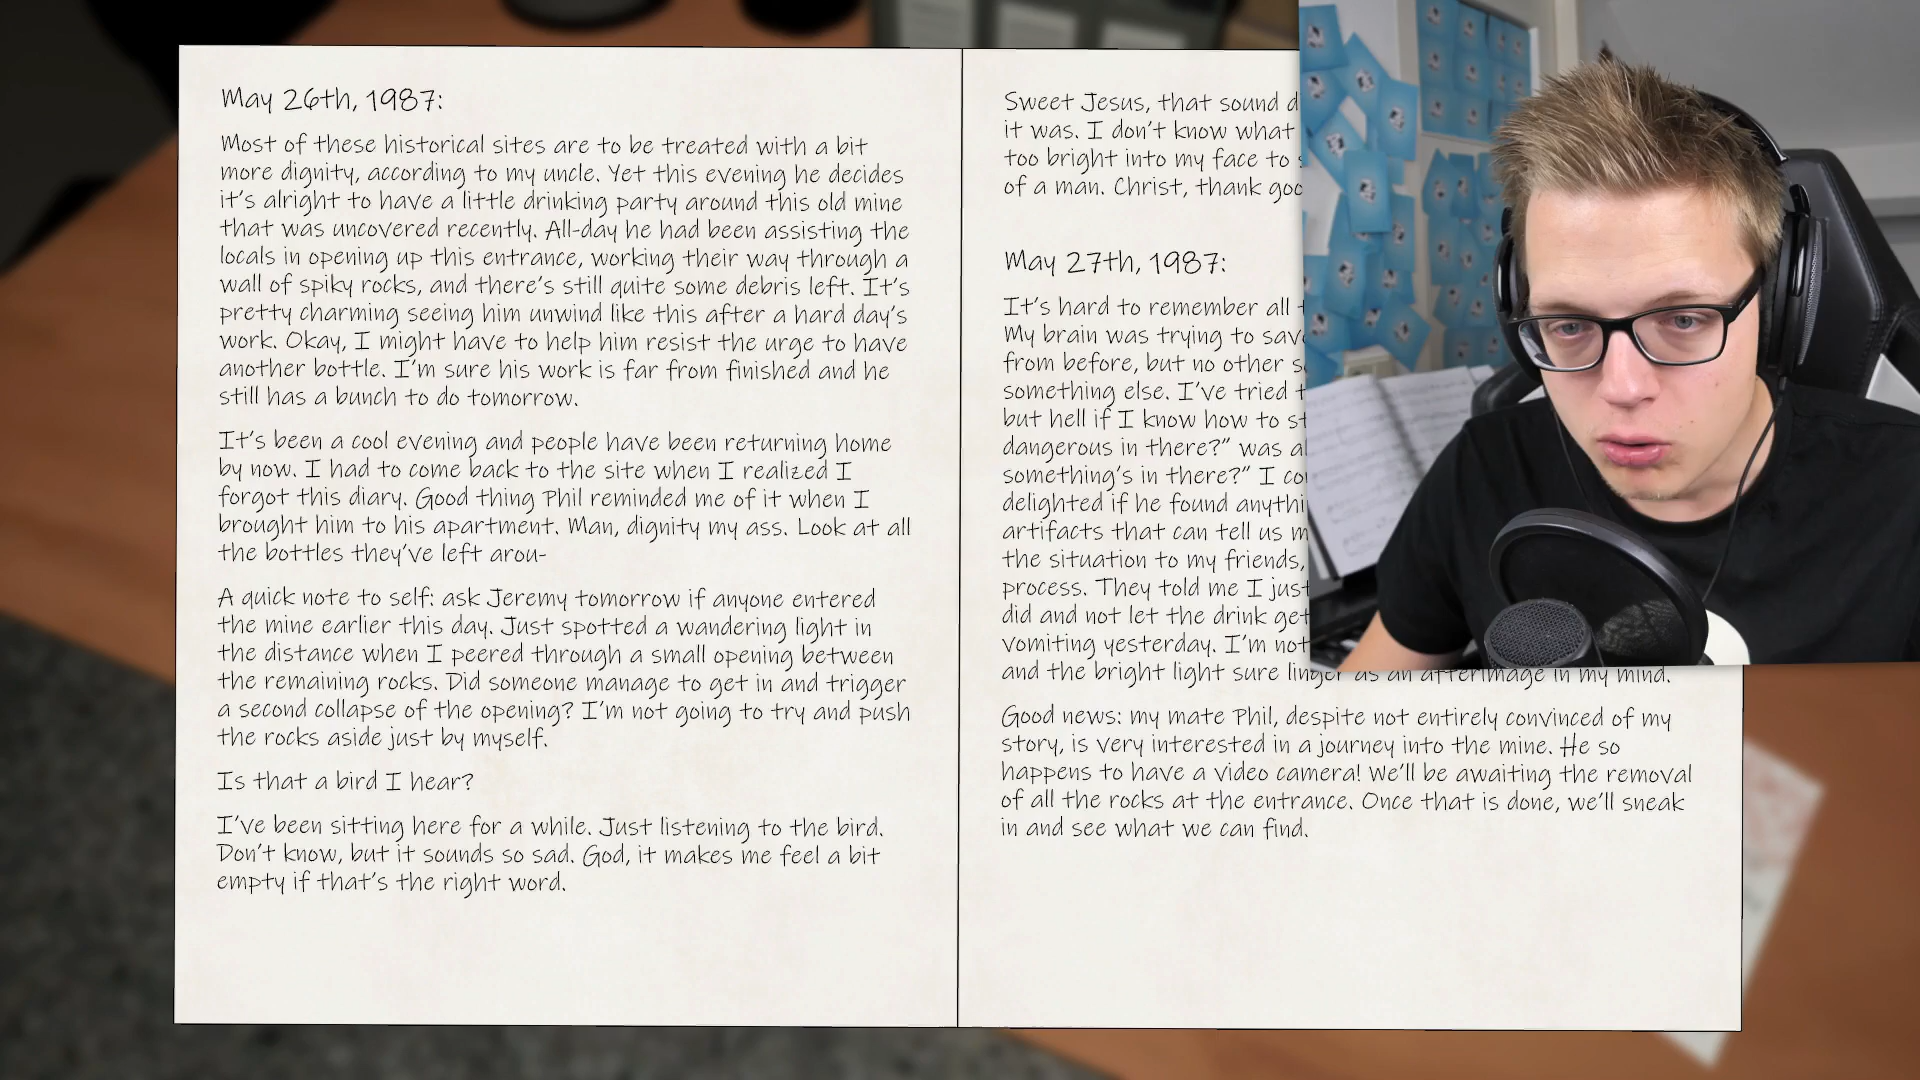 May 26th, 1987:
Most of these historical sites are to be treated with a bit
more dignity, according to my uncle. Yet this evening he decides
it's alright to have a little drinking party around this old mine
that was uncovered recently. All-day he had been assisting the
locals in opening up this entrance, working their way through a
wall of spiky rocks, and there's still quite some debris left. It's
pretty charming seeing him unwind like this after a hard day's
work. Okay, I might have to help him resist the urge to have
another bottle. I'm sure his work is far from finished and he
still has a bunch to do tomorrow.
It's been a cool evening and people have been returning home
by now. I had to come back to the site when I realized I
forgot this diary. Good thing Phil reminded me of it when I
brought him to his apartment. Man, dignity my ass. Look at all
the bottles they've left arou-
A quick note to self: ask Jeremy tomorrow if anyone entered
the mine earlier this day. Just spotted a wandering light in
the distance when I peered through a small opening between
the remaining rocks. Did someone manage to get in and trigger
a second collapse of the opening? I'm not going to try and push
the rocks aside just by myself.
Is that a bird I hear?
I've been sitting here for a while. Just listening to the bird.
Don't know, but it sounds so sad. God, it makes me feel a bit
empty if that's the right word.
Sweet Jesus, that sound
it was. I don't know what
too bright into my face to
of a man. Christ, thank
May 27th, 1987:
It's hard to remember all
My brain was trying to
from before, but no other
something else. I've tried
but hell if I know how to
dangerous in there?" was
something's in there?" I
delighted if he found
artifacts that can tell us
the situation to my friends,
process. They told me I just
did and not let the drink get
vomiting yesterday. I'm not
and the bright light sure linger as an afterimage in my mind.
Good news: my mate Phil, despite not entirely convinced of my
story, is very interested in a journey into the mine. He so
happens to have a video camera! We'll be awaiting the removal
of all the rocks at the entrance. Once that is done, we'll sneak
in and see what we can find.